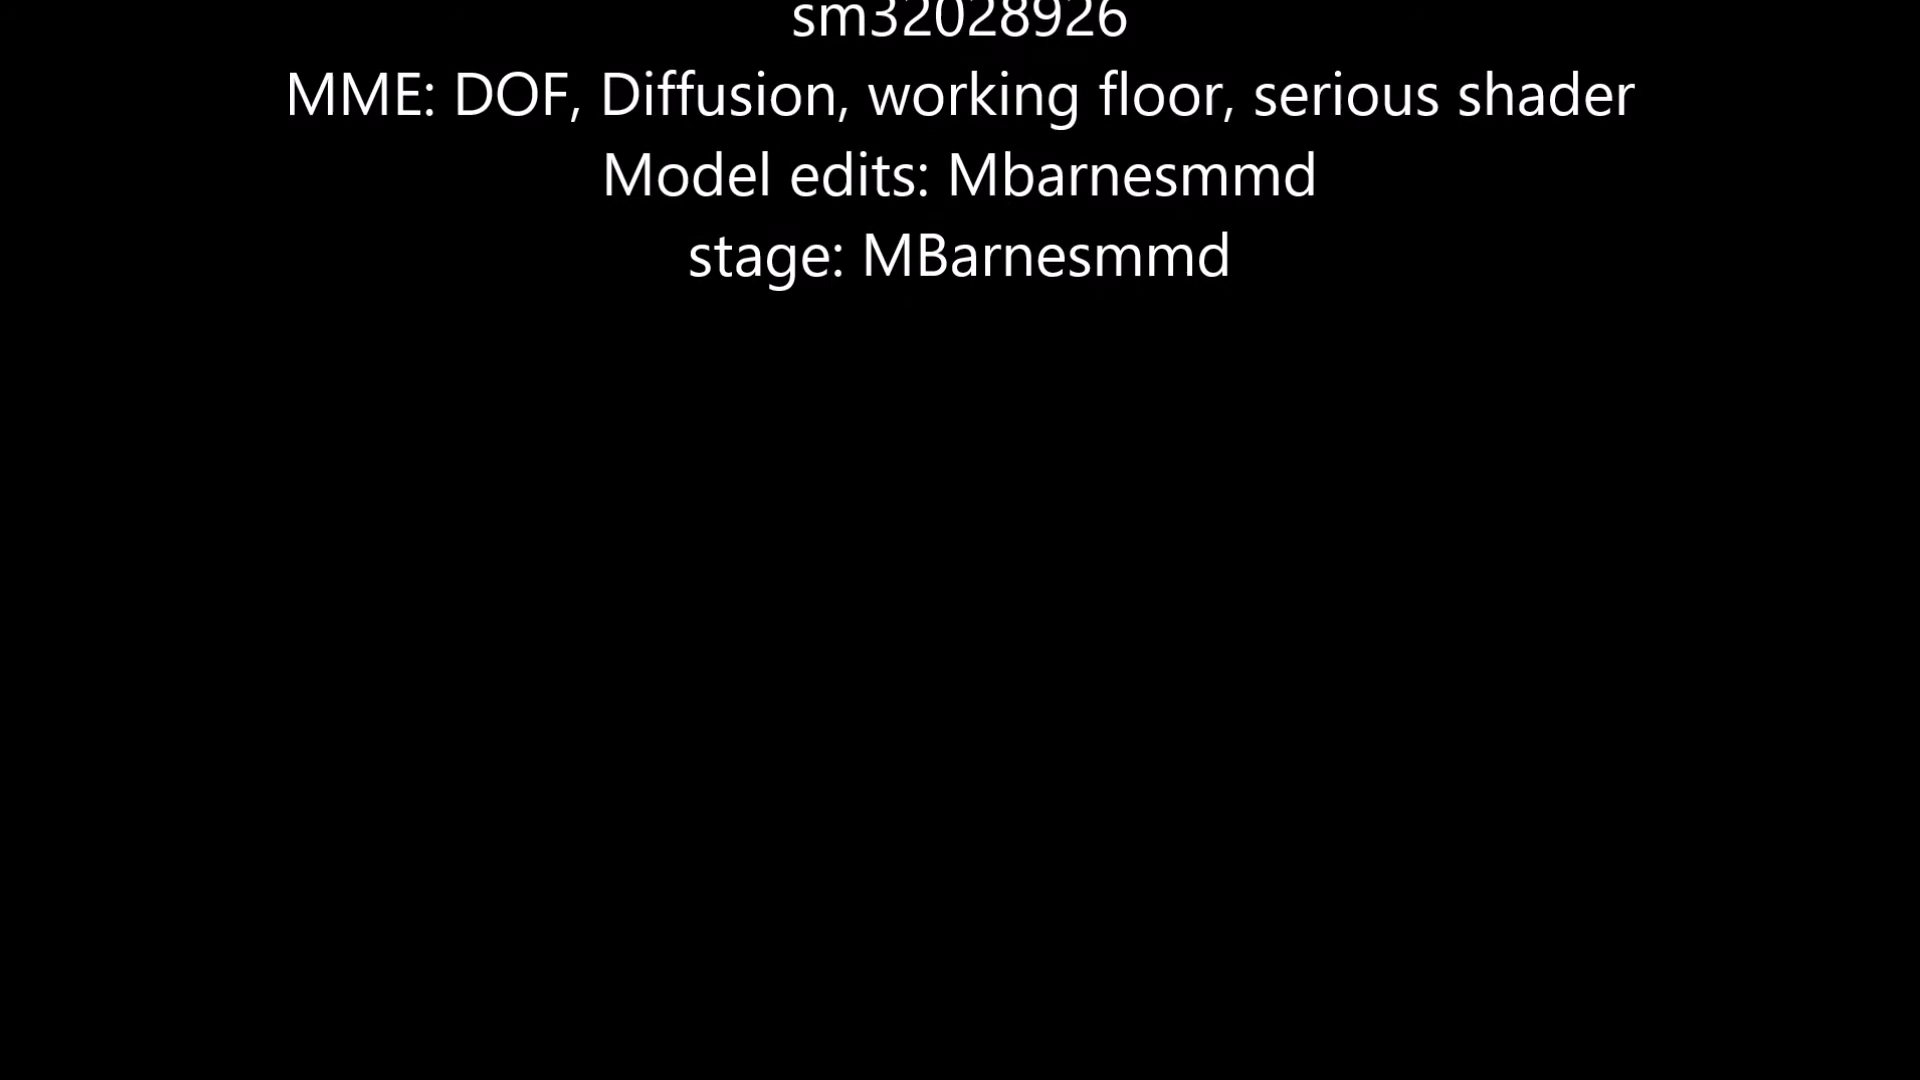 sm32028926
MME: DOF, Diffusion, working floor, serious shader
Model edits: Mbarnesmmd
stage: MBarnesmmd